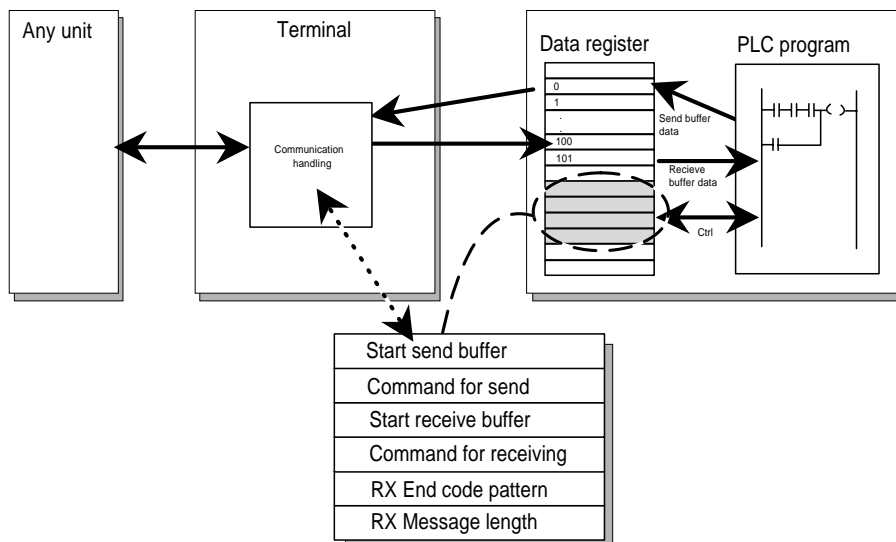 Any unit
Terminal
Data register
PLC program
Communication
handling
0
1
.
.
100
101
Send buffer
data
Recieve
buffer data
Ctrl
Start send buffer
Command for send
Start receive buffer
Command for receiving
RX End code pattern
RX Message length